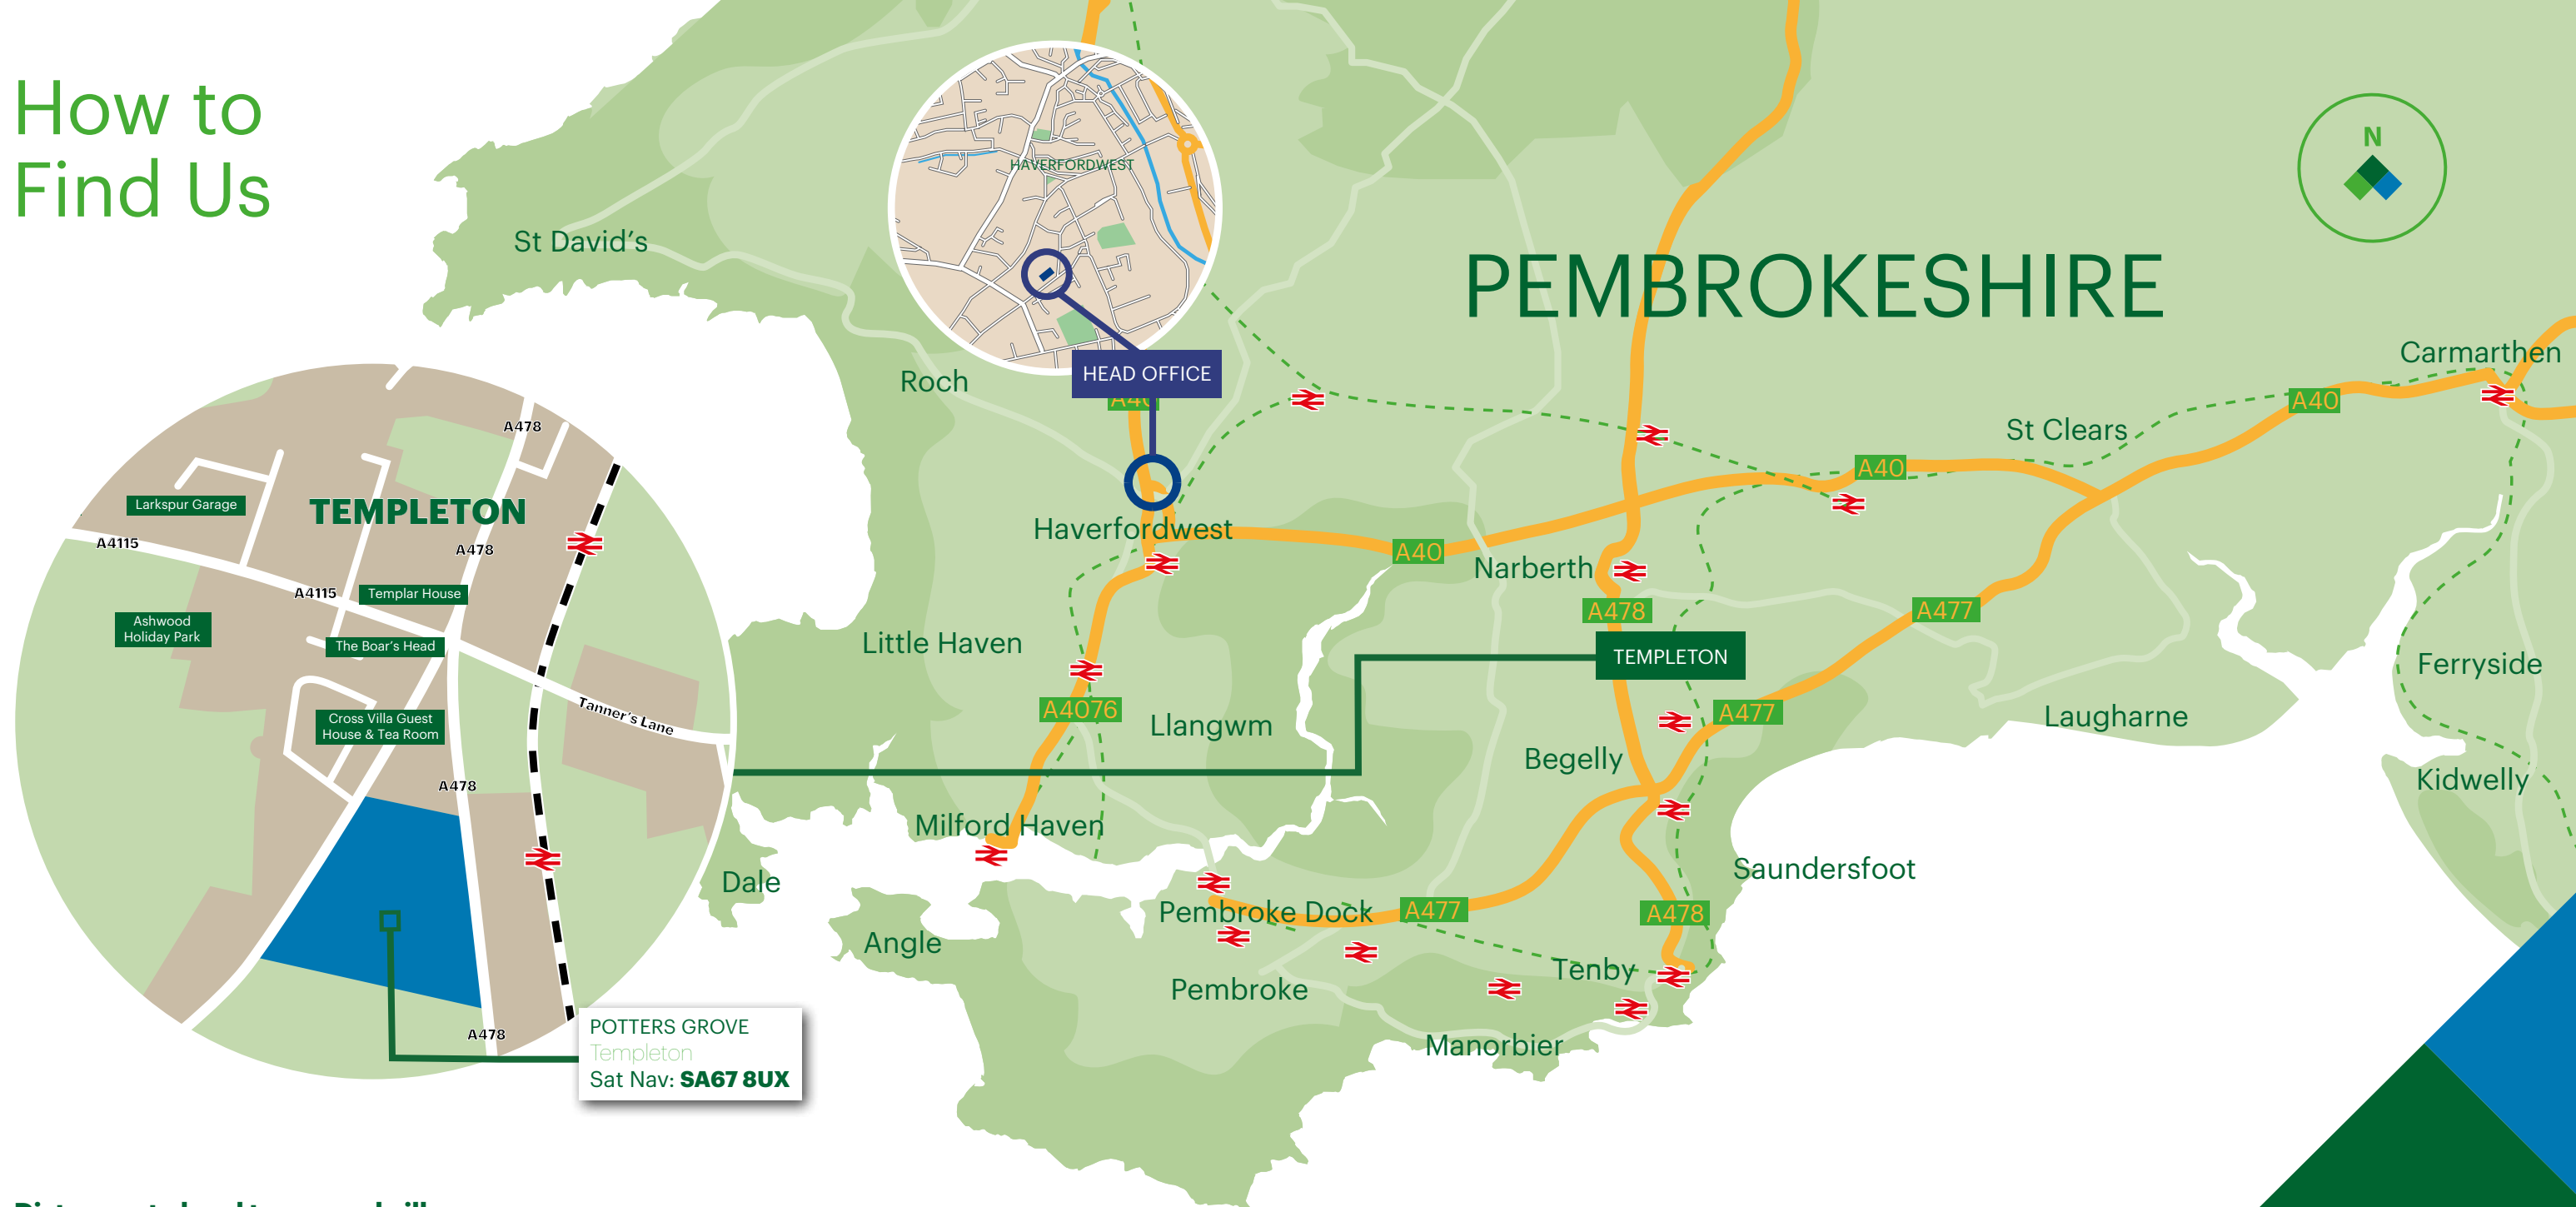 How to
Find Us
N
PEMBROKESHIRE
HAVERFORDWEST
HEAD OFFICE
St David's
Roch
A40
Carmarthen
A40
St Clears
A40
Haverfordwest
A40
Narberth
A478
A477
TEMPLETON
Little Haven
A4076
Llangwm
A477
Begelly
Ferryside
Laugharne
Kidwelly
Milford Haven
Dale
Saundersfoot
Pembroke Dock
A477
A478
Angle
Tenby
Pembroke
Manorbier
A478
Larkspur Garage
TEMPLETON
A4115
A478
A4115
Templar House
Ashwood
Holiday Park
The Boar's Head
Tanner's Lane
Cross Villa Guest
House & Tea Room
A478
A478
POTTERS GROVE
Templeton
Sat Nav: SA67 8UX